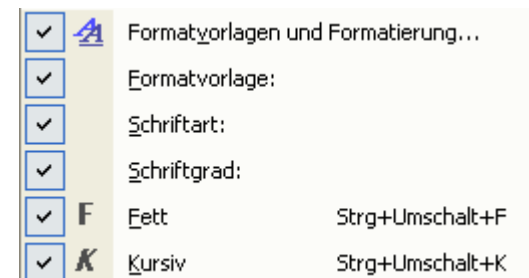 Formatvorlagen und Formatierung...
Formatvorlage:
Schriftart:
Schriftgrad:
F Fett Strg+Umschalt+F
K Kursiv Strg+Umschalt+K